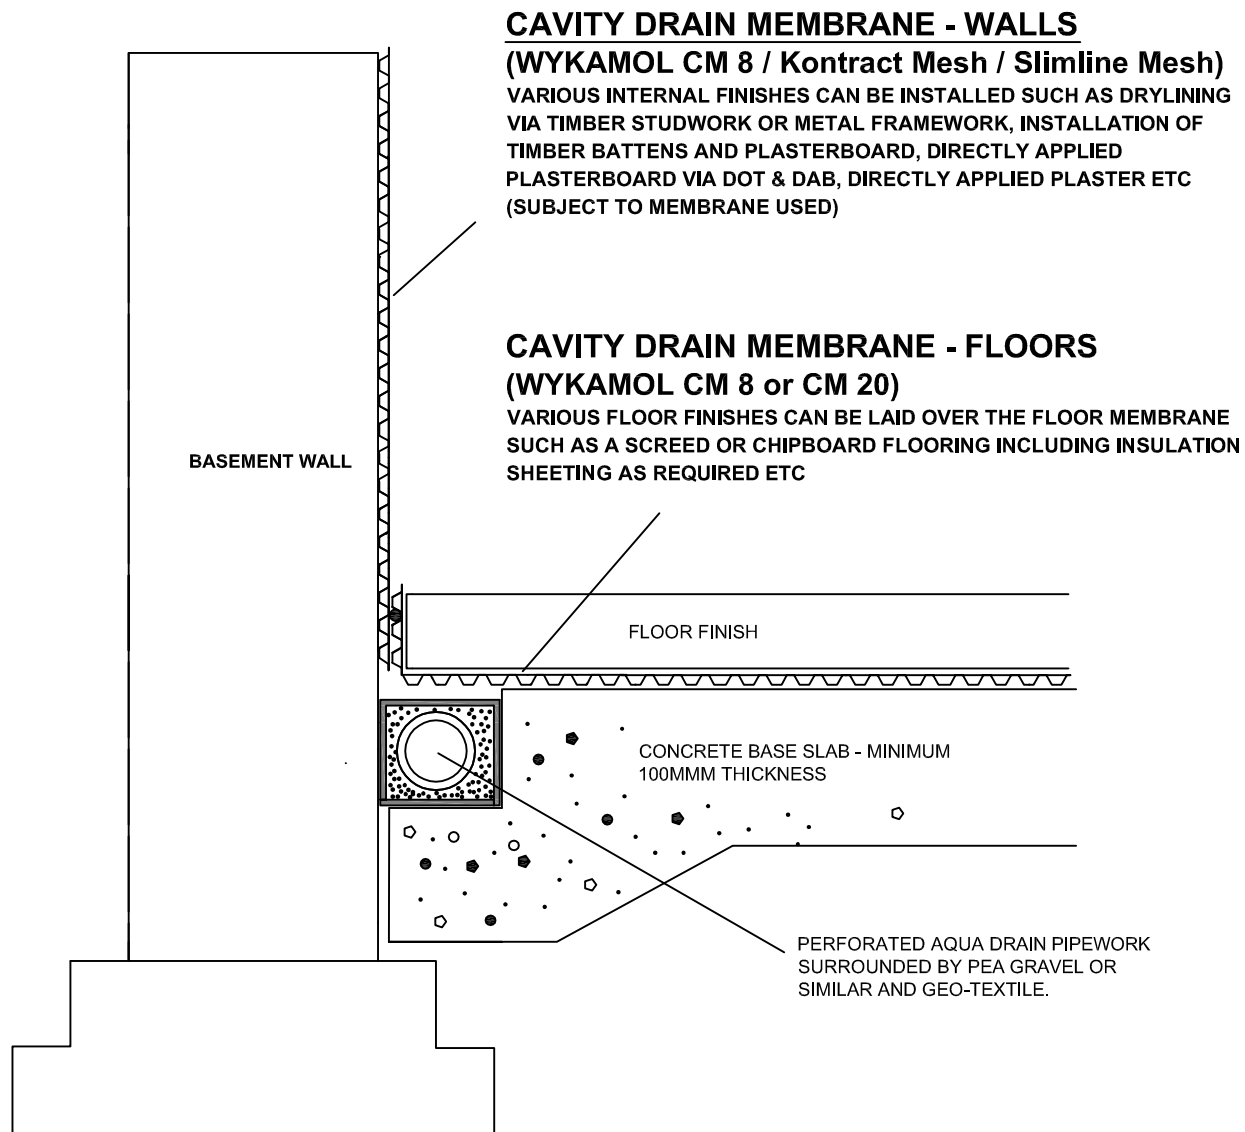 CAVITY DRAIN MEMBRANE - WALLS
(WYKAMOL CM 8 / Kontract Mesh / Slimline Mesh)
VARIOUS INTERNAL FINISHES CAN BE INSTALLED SUCH AS DRYLINING
VIA TIMBER STUDWORK OR METAL FRAMEWORK, INSTALLATION OF
TIMBER BATTENS AND PLASTERBOARD, DIRECTLY APPLIED
PLASTERBOARD VIA DOT & DAB, DIRECTLY APPLIED PLASTER ETC
(SUBJECT TO MEMBRANE USED)
CAVITY DRAIN MEMBRANE - FLOORS
(WYKAMOL CM 8 or CM 20)
VARIOUS FLOOR FINISHES CAN BE LAID OVER THE FLOOR MEMBRANE
SUCH AS A SCREED OR CHIPBOARD FLOORING INCLUDING INSULATION
SHEETING AS REQUIRED ETC
BASEMENT WALL
FLOOR FINISH
CONCRETE BASE SLAB - MINIMUM
100MMM THICKNESS
PERFORATED AQUA DRAIN PIPEWORK
SURROUNDED BY PEA GRAVEL OR
SIMILAR AND GEO-TEXTILE.